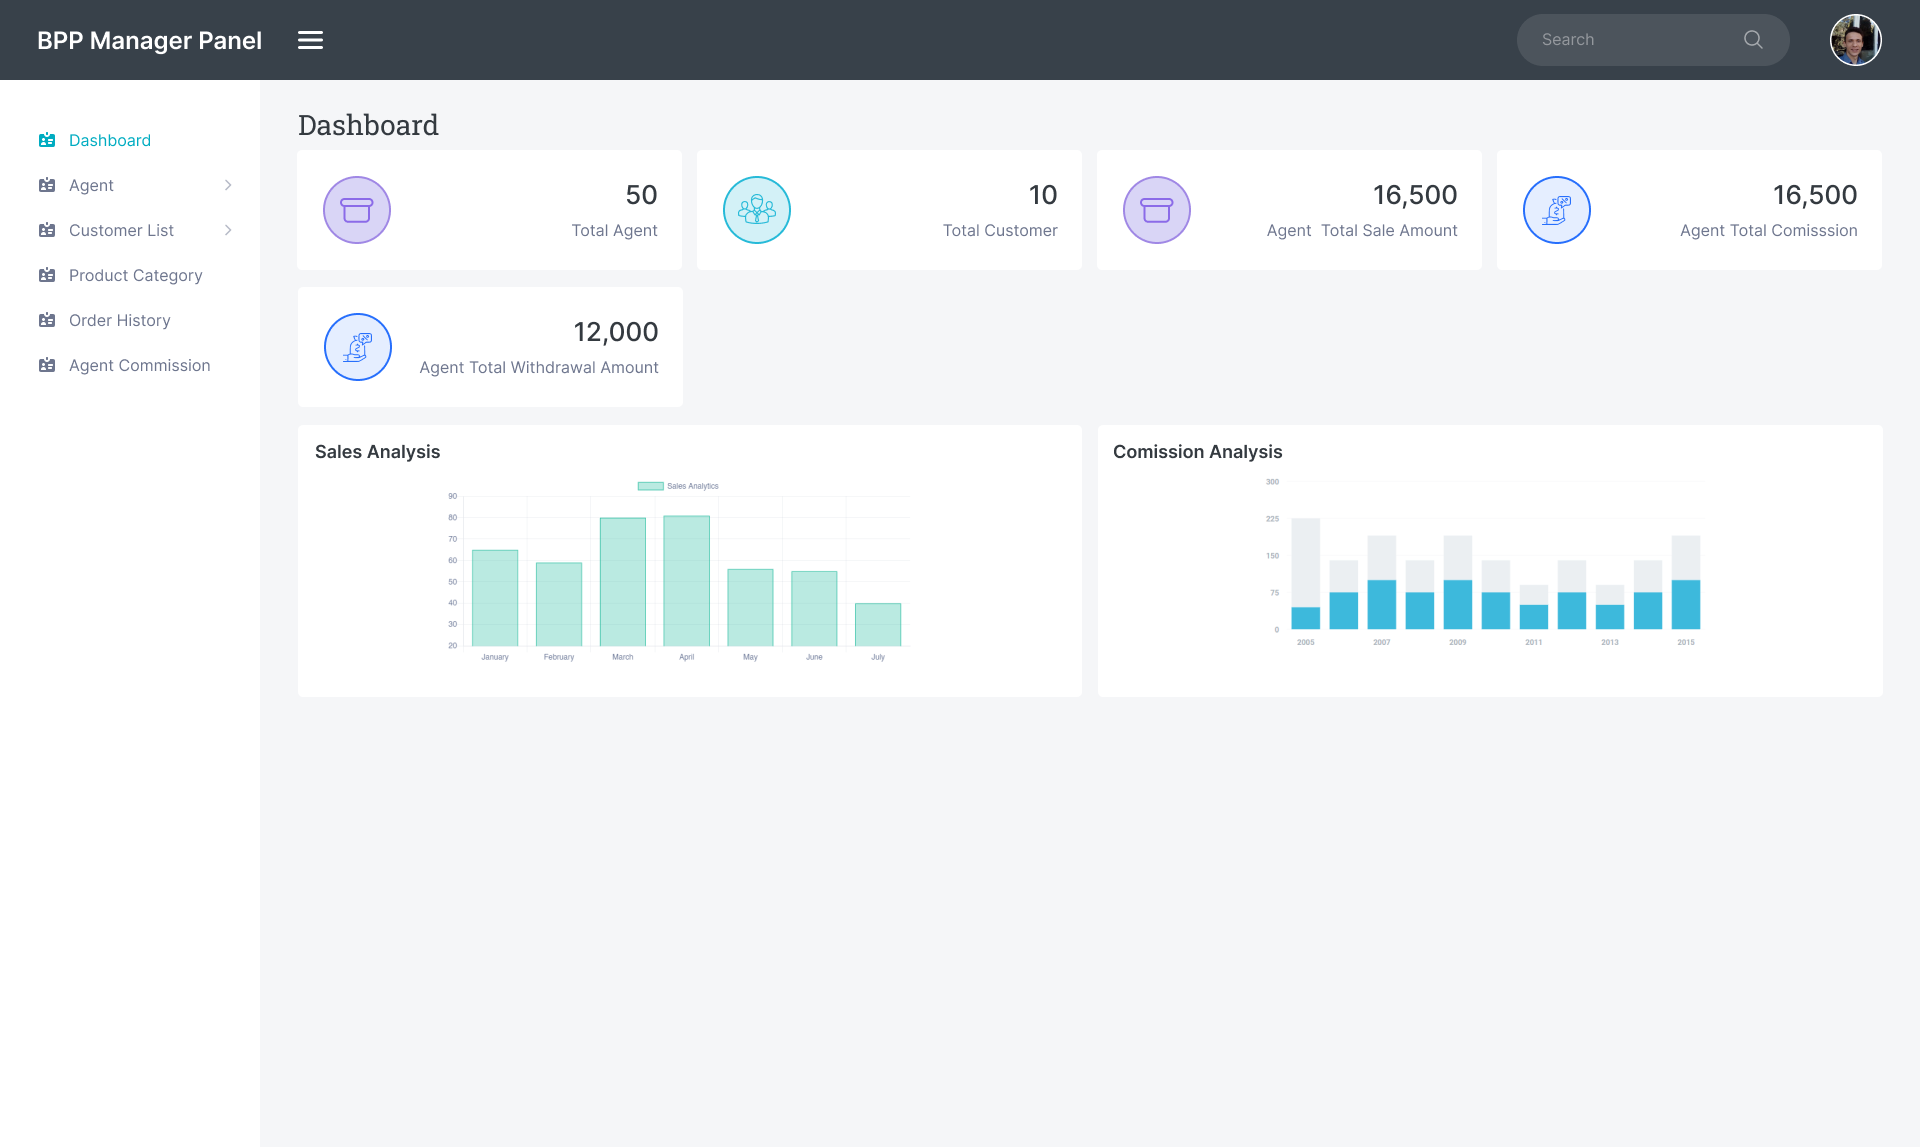 BPP Manager Panel
Search
Dashboard
Agent
Customer List
Product Category
Order History
Agent Commission
Dashboard
50
Total Agent
10
Total Customer
16,500
Agent  Total Sale Amount
16,500
Agent Total Comisssion
12,000
Agent Total Withdrawal Amount
Sales Analysis
Sales Analytics
90
80
70
60
50
40
30
20
January February March April May June July
Comission Analysis
300
225
150
75
0
2005 2007 2009 2011 2013 2015